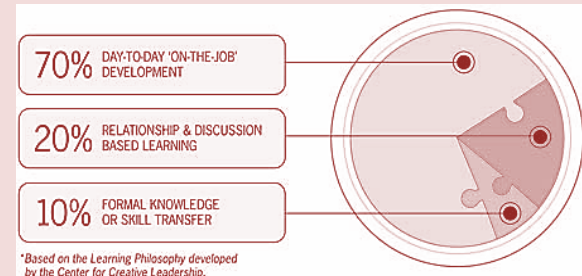 70% DAY-TO-DAY 'ON-THE-JOB'
DEVELOPMENT
20% RELATIONSHIP & DISCUSSION
BASED LEARNING
10% FORMAL KNOWLEDGE
OR SKILL TRANSFER
*Based on the Learning Philosophy developed
by the Center for Creative Leadership.